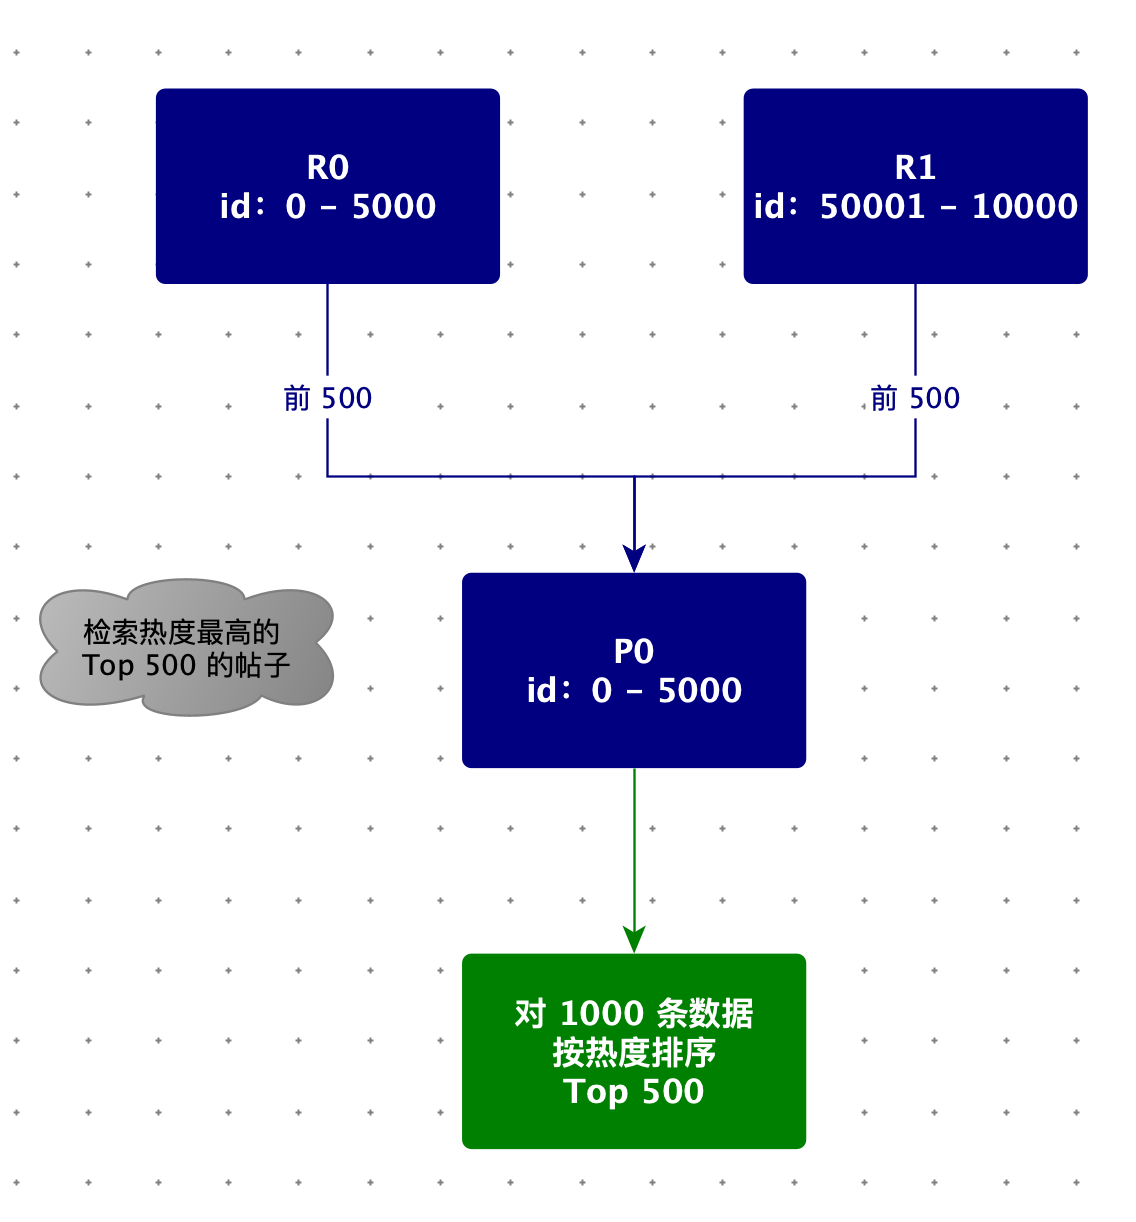 R0
id：0 – 5000
R1
id：50001 – 10000
前 500
前 500
检索热度最高的
Top 500 的帖子
P0
id：0 – 5000
对 1000 条数据
按热度排序
Top 500